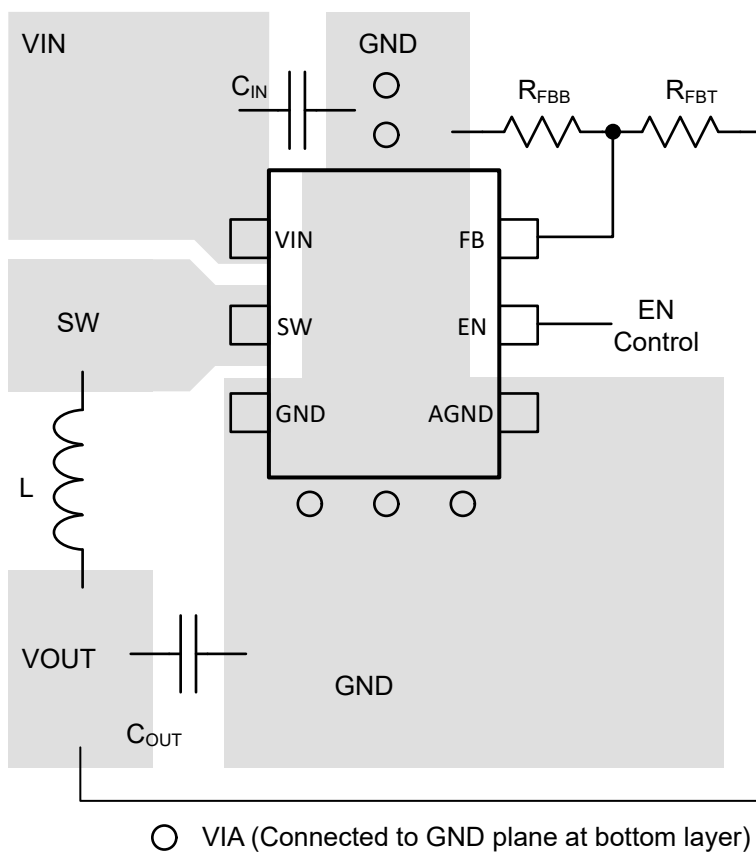 VIN
GND
CIN
RFBB
RFBT
VIN
FB
SW
SW
EN
EN
Control
GND
AGND
L
VOUT
GND
COUT
VIA (Connected to GND plane at bottom layer)